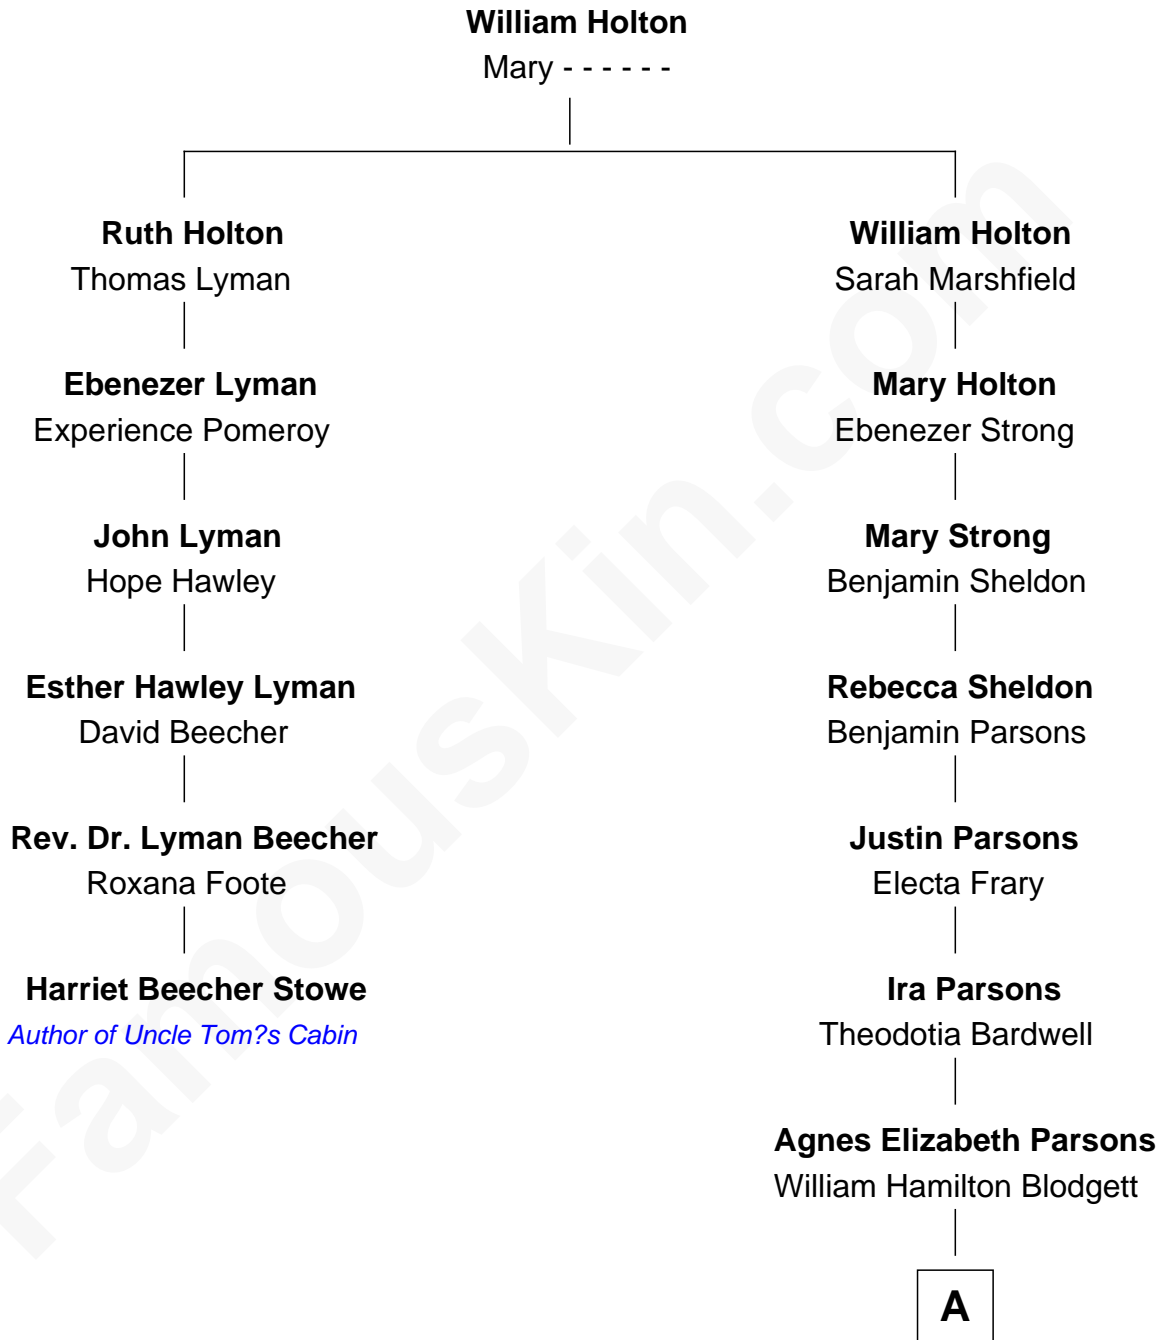 William Holton
Mary - - - - - -
Ruth Holton
Thomas Lyman
Ebenezer Lyman
Experience Pomeroy
John Lyman
Hope Hawley
Esther Hawley Lyman
David Beecher
Rev. Dr. Lyman Beecher
Roxana Foote
Harriet Beecher Stowe
Author of Uncle Tom?s Cabin
William Holton
Sarah Marshfield
Mary Holton
Ebenezer Strong
Mary Strong
Benjamin Sheldon
Rebecca Sheldon
Benjamin Parsons
Justin Parsons
Electa Frary
Ira Parsons
Theodotia Bardwell
Agnes Elizabeth Parsons
William Hamilton Blodgett
A
FamousKin.com